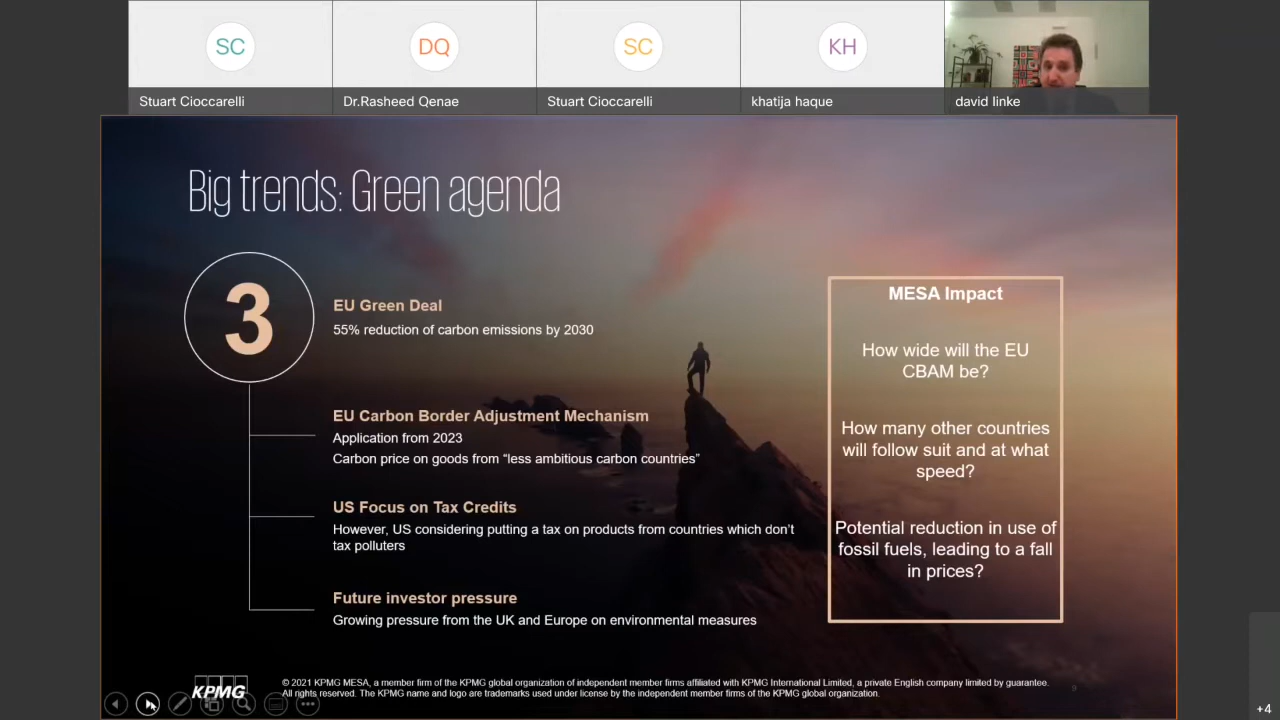 SC
DQ
SC
KH
Stuart Cioccarelli
Dr.Rasheed Qenae
Stuart Cioccarelli
khatija haque
david linke
Big trends: Green agenda
3
EU Green Deal
55% reduction of carbon emissions by 2030
EU Carbon Border Adjustment Mechanism
Application from 2023
Carbon price on goods from “less ambitious carbon countries”
US Focus on Tax Credits
However, US considering putting a tax on products from countries which don’t
tax polluters
Future investor pressure
Growing pressure from the UK and Europe on environmental measures
MESA Impact
How wide will the EU
CBAM be?
How many other countries
will follow suit and at what
speed?
Potential reduction in use of
fossil fuels, leading to a fall
in prices?
KPMG
© 2021 KPMG MESA, a member firm of the KPMG global organization of independent member firms affiliated with KPMG International Limited, a private English company limited by guarantee.
All rights reserved. The KPMG name and logo are trademarks used under license by the independent member firms of the KPMG global organization.
9
+4